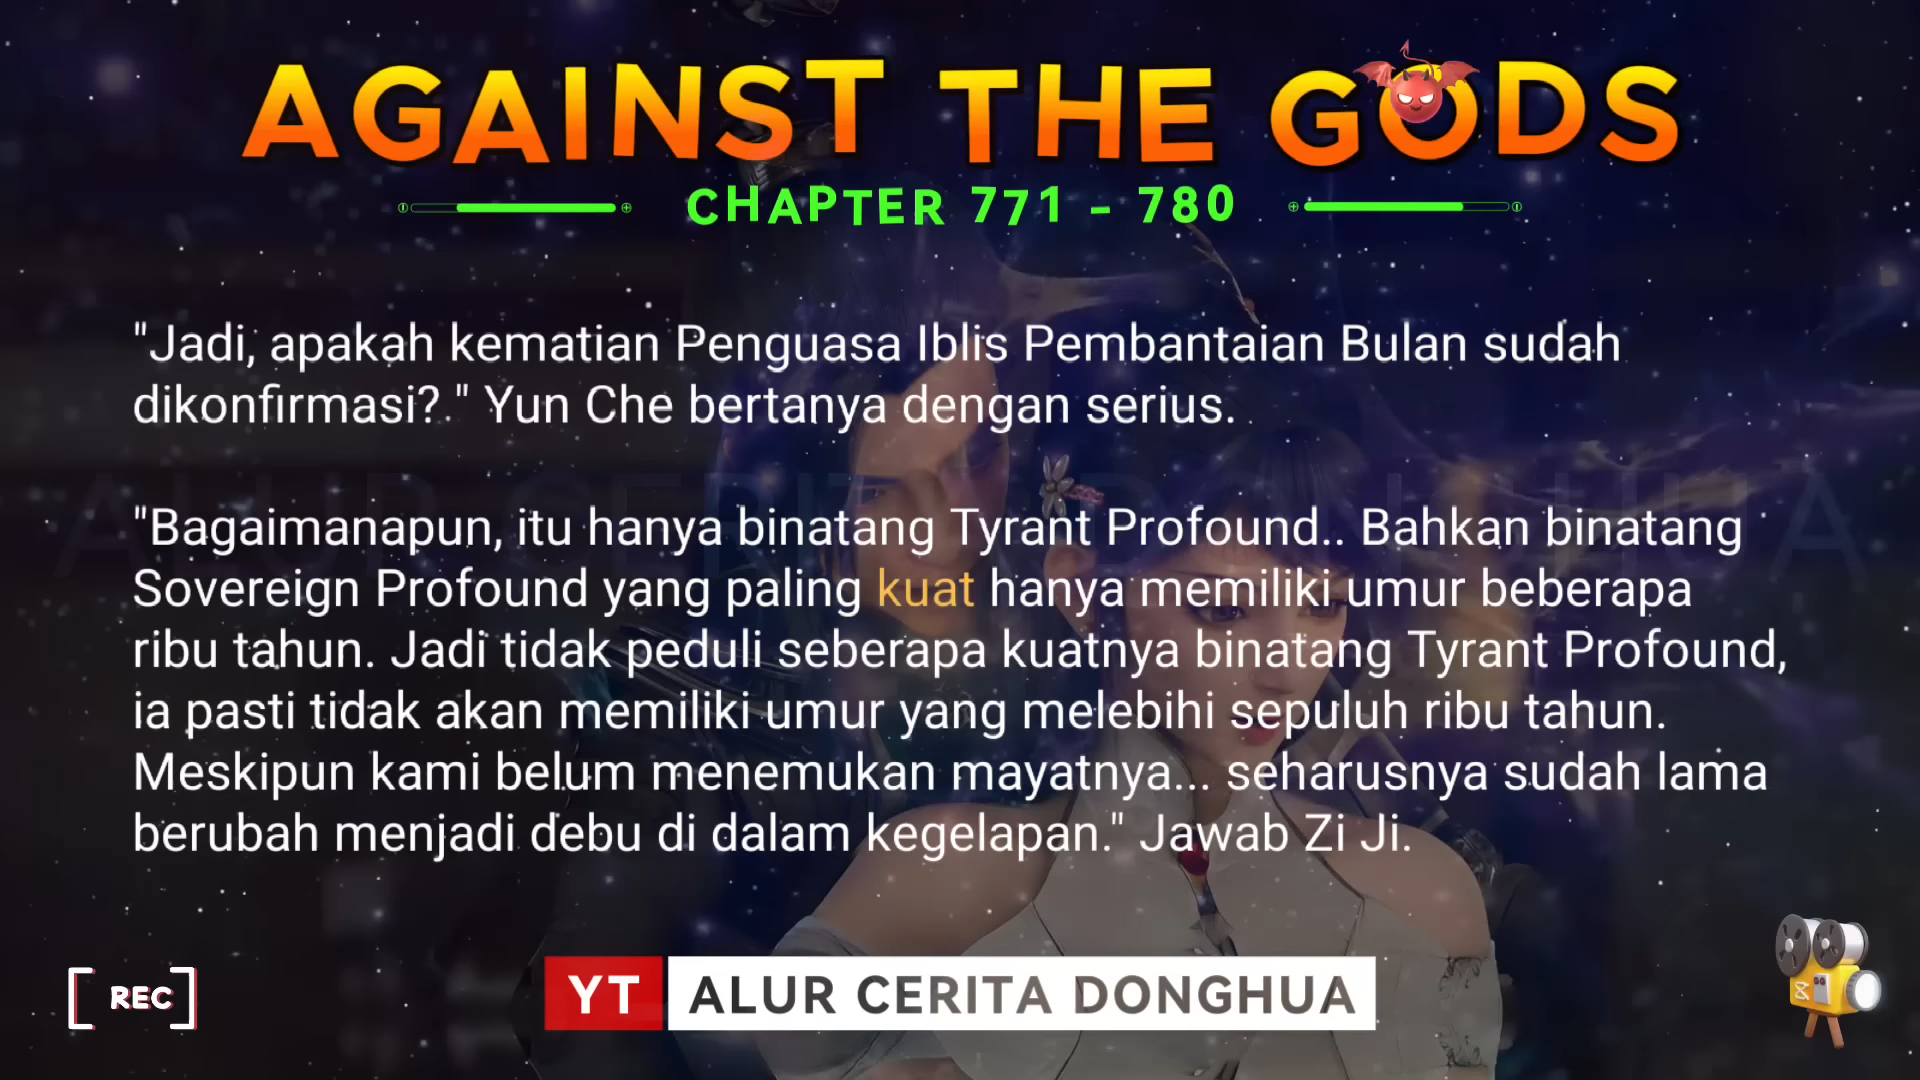 AGAINST THE GODS
CHAPTER 771 - 780
"Jadi, apakah kematian Penguasa Iblis Pembantaian Bulan sudah
dikonfirmasi?." Yun Che bertanya dengan serius.
"Bagaimanapun, itu hanya binatang Tyrant Profound.. Bahkan binatang
Sovereign Profound yang paling kuat hanya memiliki umur beberapa
ribu tahun. Jadi tidak peduli seberapa kuatnya binatang Tyrant Profound,
ia pasti tidak akan memiliki umur yang melebihi sepuluh ribu tahun.
Meskipun kami belum menemukan mayatnya... seharusnya sudah lama
berubah menjadi debu di dalam kegelapan." Jawab Zi Ji.
ALUR CERITA DONGHUA
REC
YT ALUR CERITA DONGHUA